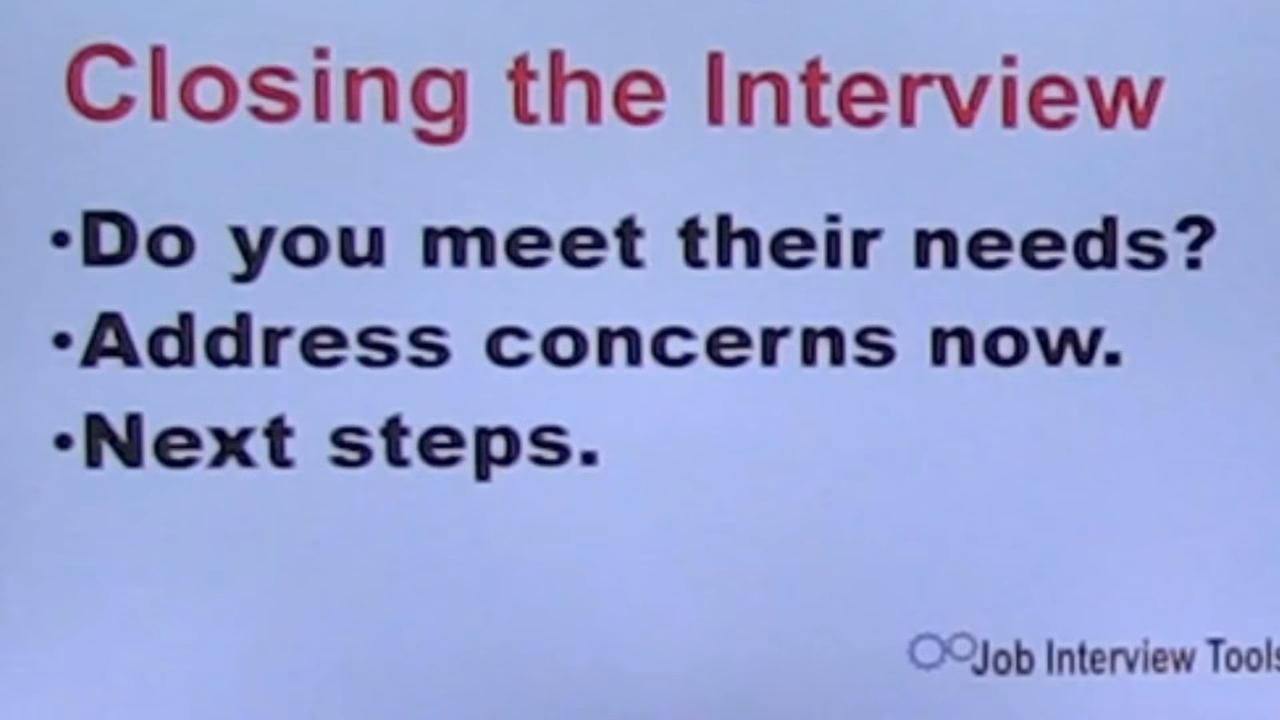 Closing the Interview
•Do you meet their needs?
•Address concerns now.
•Next steps.
Job Interview Tools